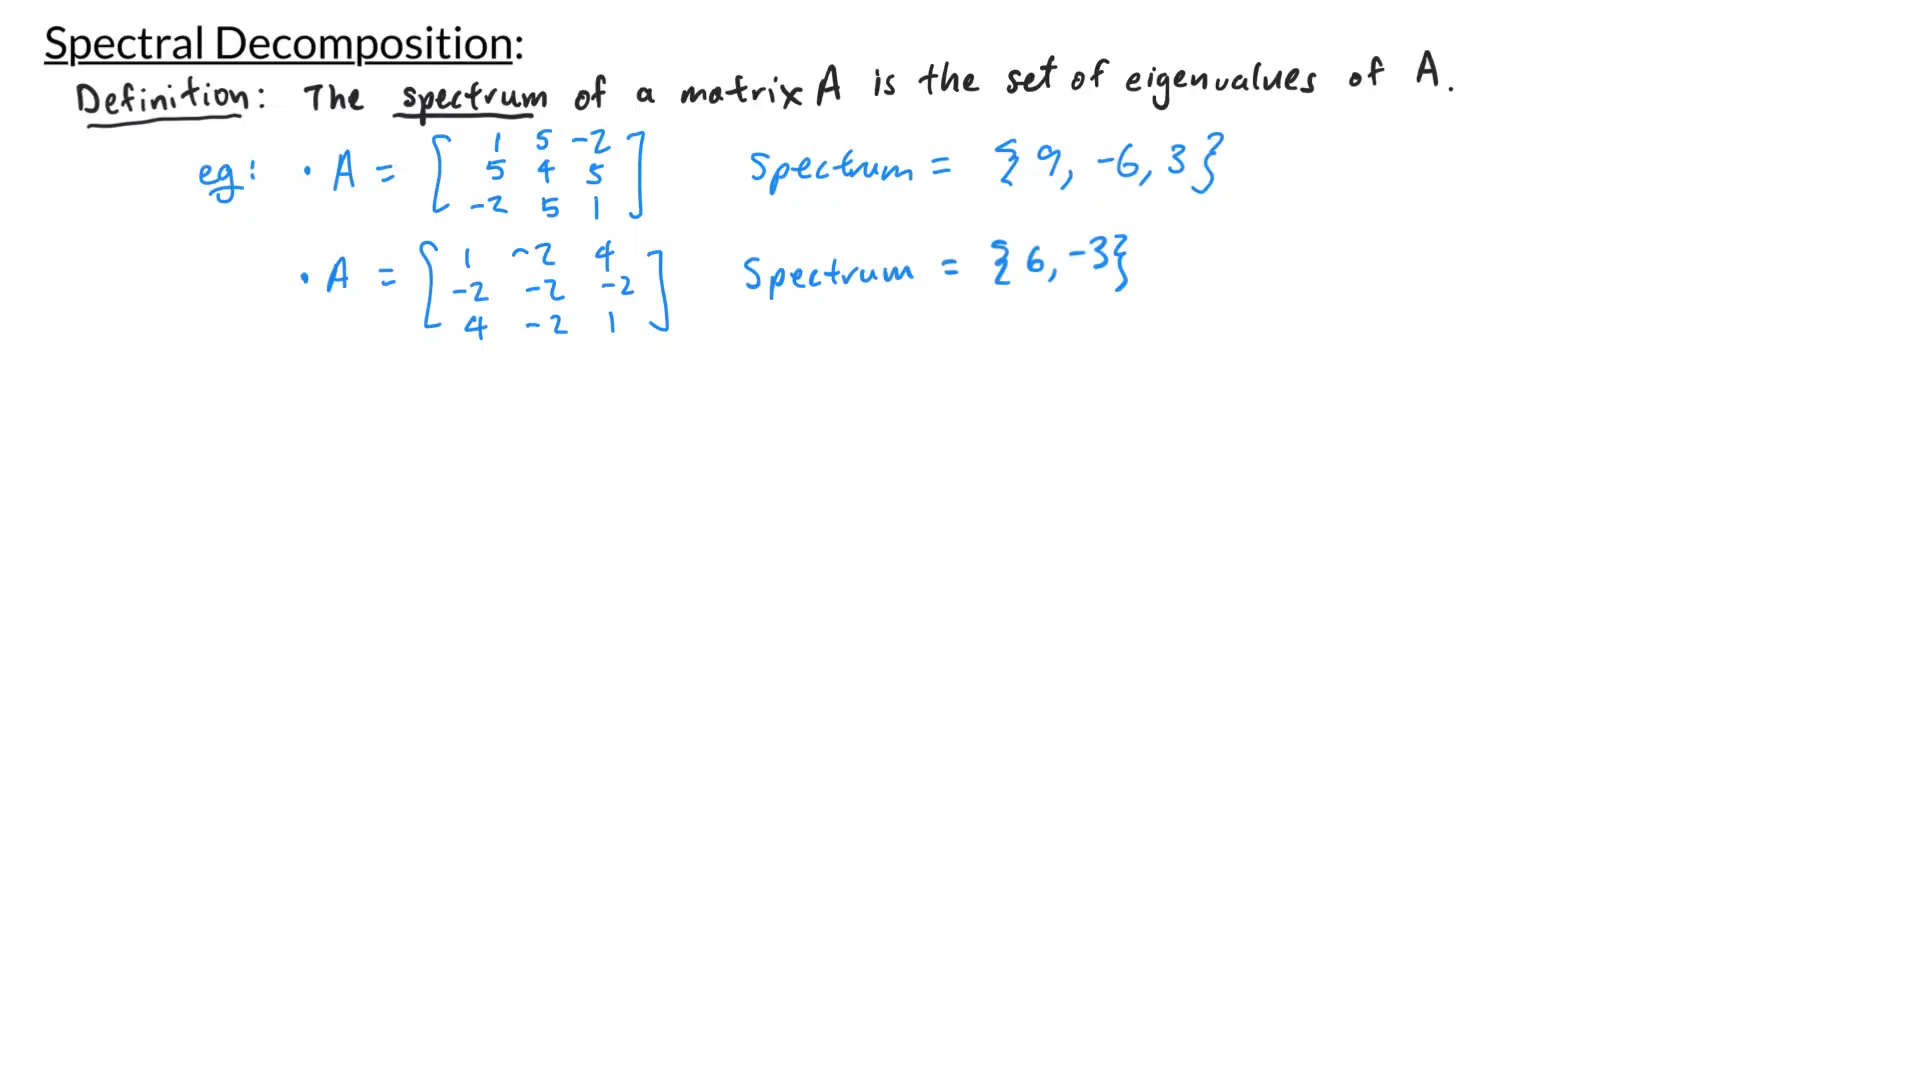 Spectral Decomposition:
Definition: The spectrum of a matrix A is the set of eigenvalues of A.
eg: • A = [ 1 5 -2 ; 5 4 5 ; -2 5 1 ] Spectrum = {9, -6, 3}
• A = [ 1 -2 4 ; -2 -2 -2 ; 4 -2 1 ] Spectrum = {6, -3}